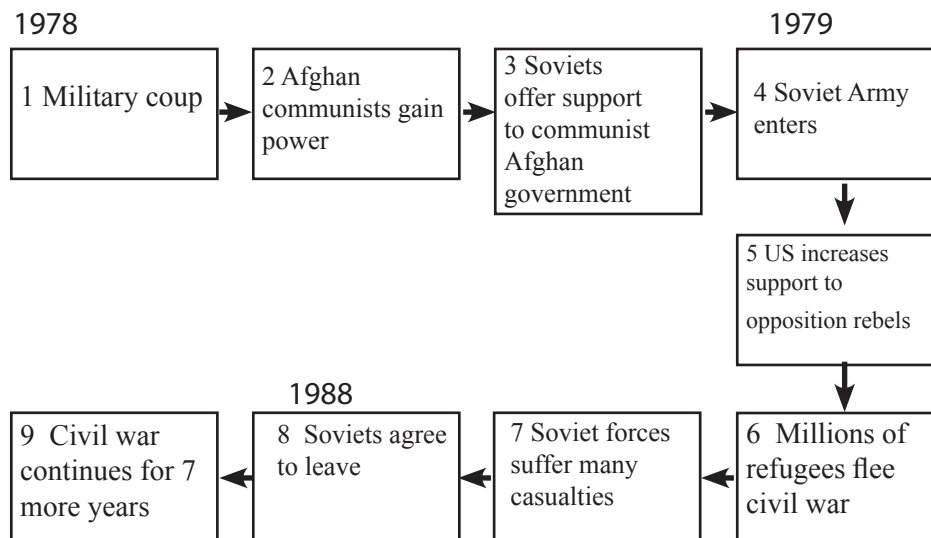 1978
1 Military coup
2 Afghan
communists gain
power
3 Soviets
offer support
to communist
Afghan
government
1979
4 Soviet Army
enters
5 US increases
support to
opposition rebels
6 Millions of
refugees flee
civil war
7 Soviet forces
suffer many
casualties
1988
8 Soviets agree
to leave
9 Civil war
continues for 7
more years